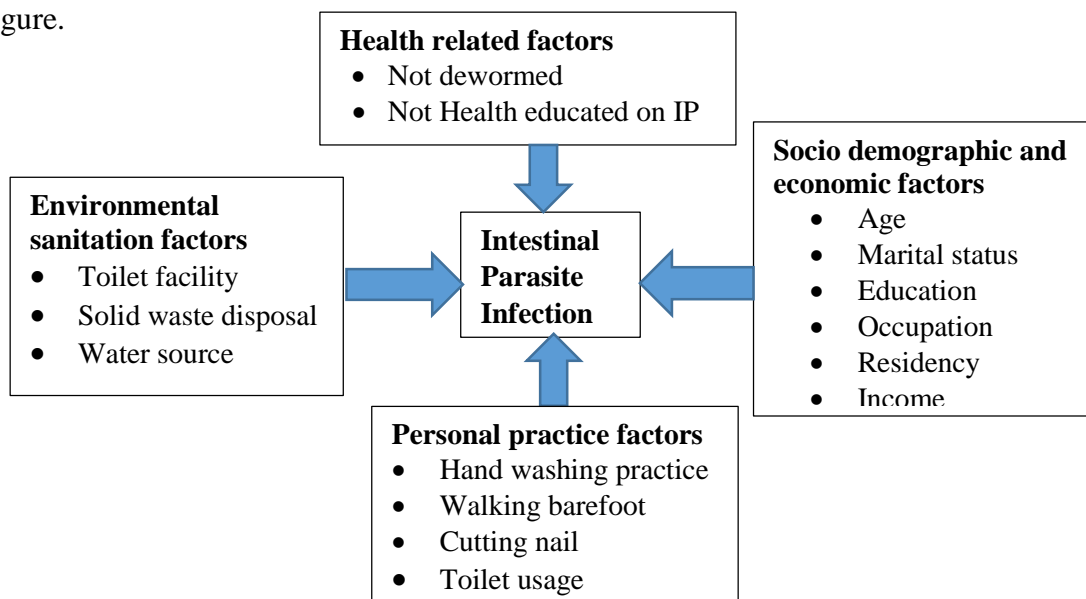 gure.
Health related factors
• Not dewormed
• Not Health educated on IP
Socio demographic and
economic factors
• Age
• Marital status
• Education
• Occupation
• Residency
• Income
Environmental
sanitation factors
• Toilet facility
• Solid waste disposal
• Water source
Intestinal
Parasite
Infection
Personal practice factors
• Hand washing practice
• Walking barefoot
• Cutting nail
• Toilet usage